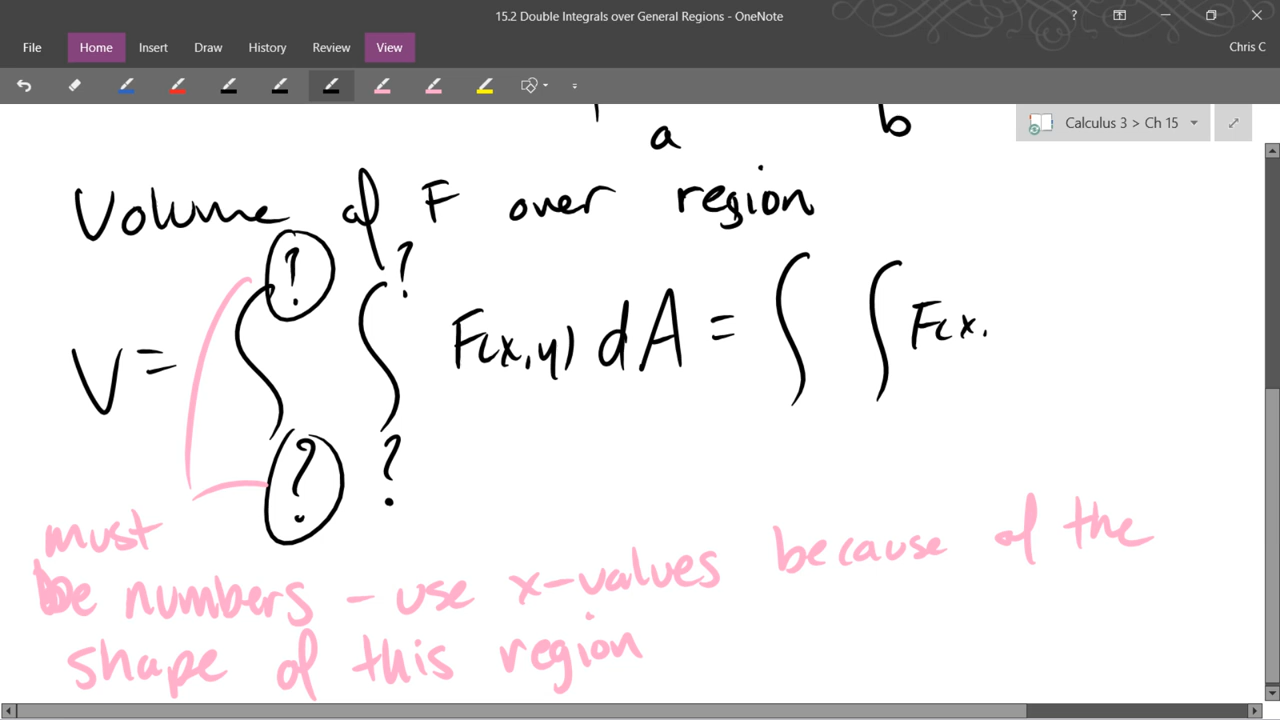 15.2 Double Integrals over General Regions - OneNote
?
File Home Insert Draw History Review View
Chris C
Calculus 3 > Ch 15
a b
Volume of F over region
? ?
V = ∫ ∫ F(x,y) dA = ∫ ∫ F(x,
? ?
must
be numbers - use x-values because of the
shape of this region